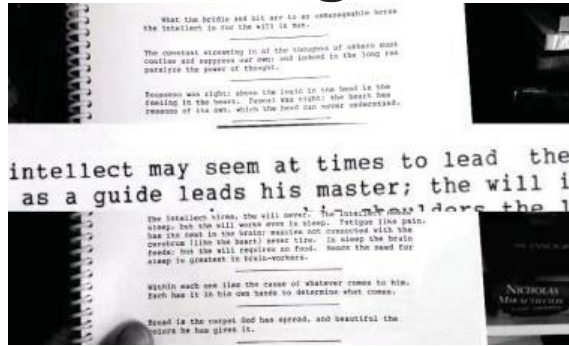 What the bridle and bit are to an unmanageable horse
the intellect is for the will in man.
The constant streaming in of the thoughts of others must
confine and suppress our own; and indeed in the long run
paralyze the power of thought.
Rousseau was right: above the logic in the head is the
feeling in the heart. Pascal was right: the heart has
reasons of its own, which the head can never understand.
intellect may seem at times to lead the
as a guide leads his master; the will i
shoulders the l
The intellect tires, the will never. The intellect needs
sleep, but the will works even in sleep. Fatigue like pain,
has its seat in the brain; muscles not connected with the
cerebrum (like the heart) never tire. In sleep the brain
feeds; but the will requires no food. Hence the need for
sleep is greatest in brain-workers.
Within each one lies the cause of whatever comes to him.
Each has it in his own hands to determine what comes.
Bread is the carpet God has spread, and beautiful the
colors he has given it.
NICHOLAS